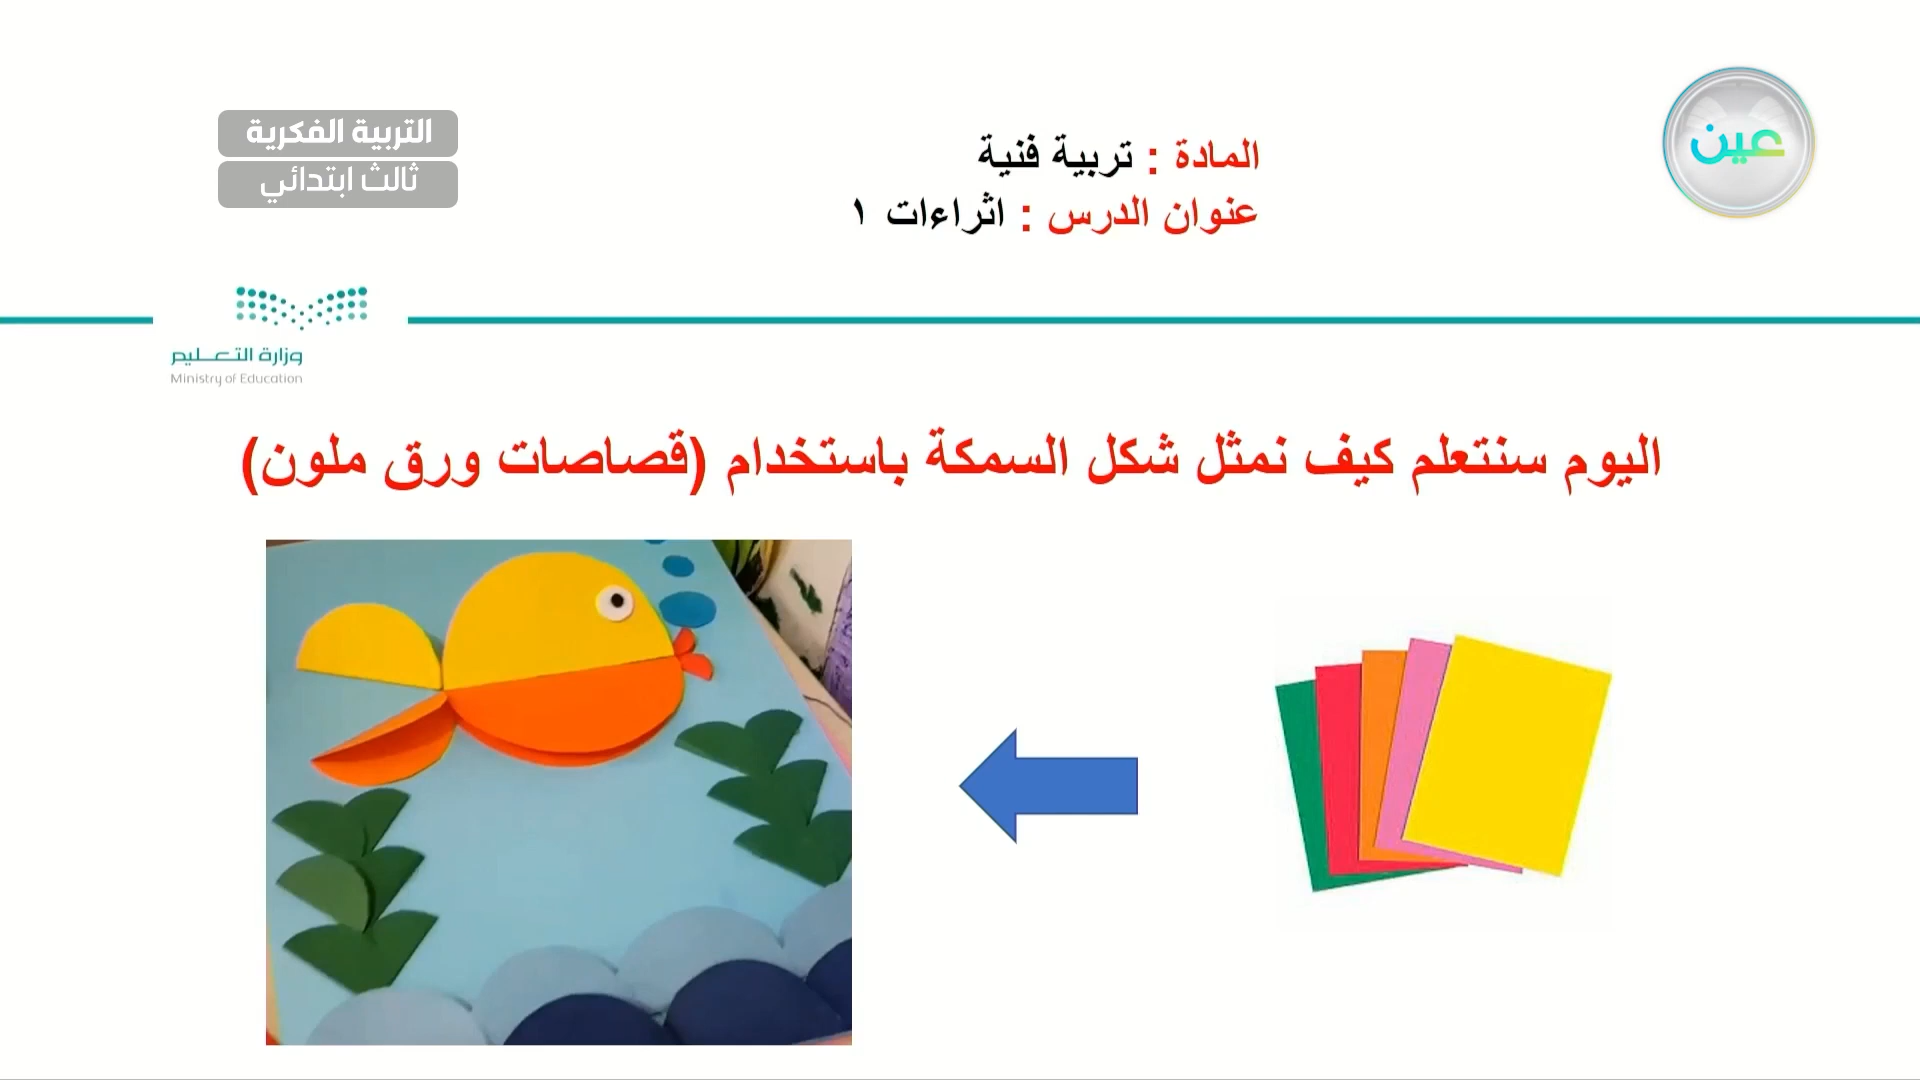 عين
المادة : تربية فنية
عنوان الدرس : اثراءات ١
التربية الفكرية
ثالث ابتدائي
وزارة التعليم
Ministry of Education
اليوم سنتعلم كيف نمثل شكل السمكة باستخدام (قصاصات ورق ملون)